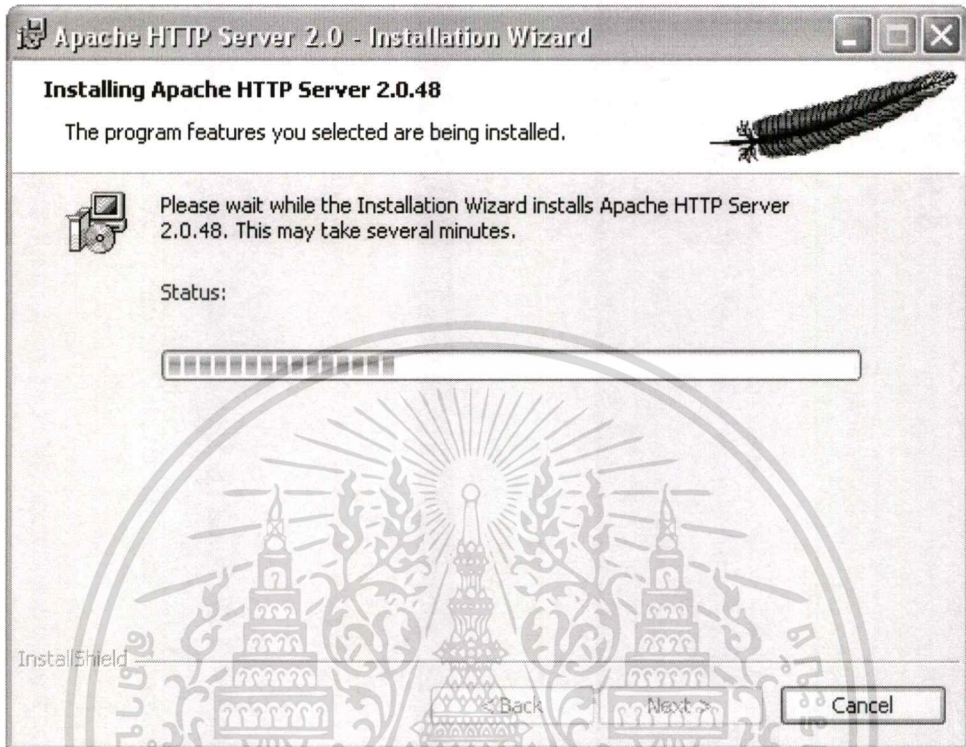 Apache HTTP Server 2.0 - Installation Wizard
Installing Apache HTTP Server 2.0.48
The program features you selected are being installed.
Please wait while the Installation Wizard installs Apache HTTP Server
2.0.48. This may take several minutes.
Status:
InstallShield
< Back
Next >
Cancel